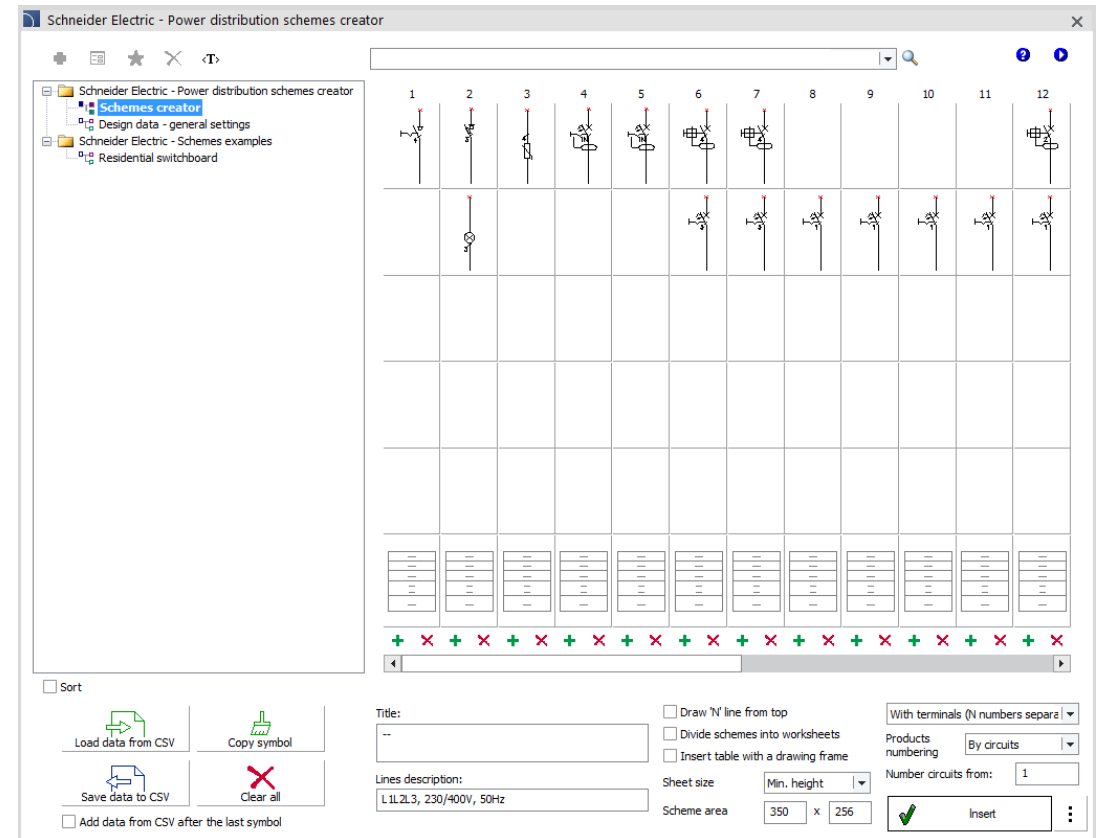 Schneider Electric - Power distribution schemes creator
‹T›
Schneider Electric - Power distribution schemes creator
Schemes creator
Design data - general settings
Schneider Electric - Schemes examples
Residential switchboard
1 2 3 4 5 6 7 8 9 10 11 12
Sort
Load data from CSV
Copy symbol
Save data to CSV
Clear all
Add data from CSV after the last symbol
Title:
--
Lines description:
L1L2L3, 230/400V, 50Hz
Draw 'N' line from top
Divide schemes into worksheets
Insert table with a drawing frame
Sheet size Min. height
Scheme area 350 x 256
With terminals (N numbers separa
Products
numbering By circuits
Number circuits from: 1
Insert